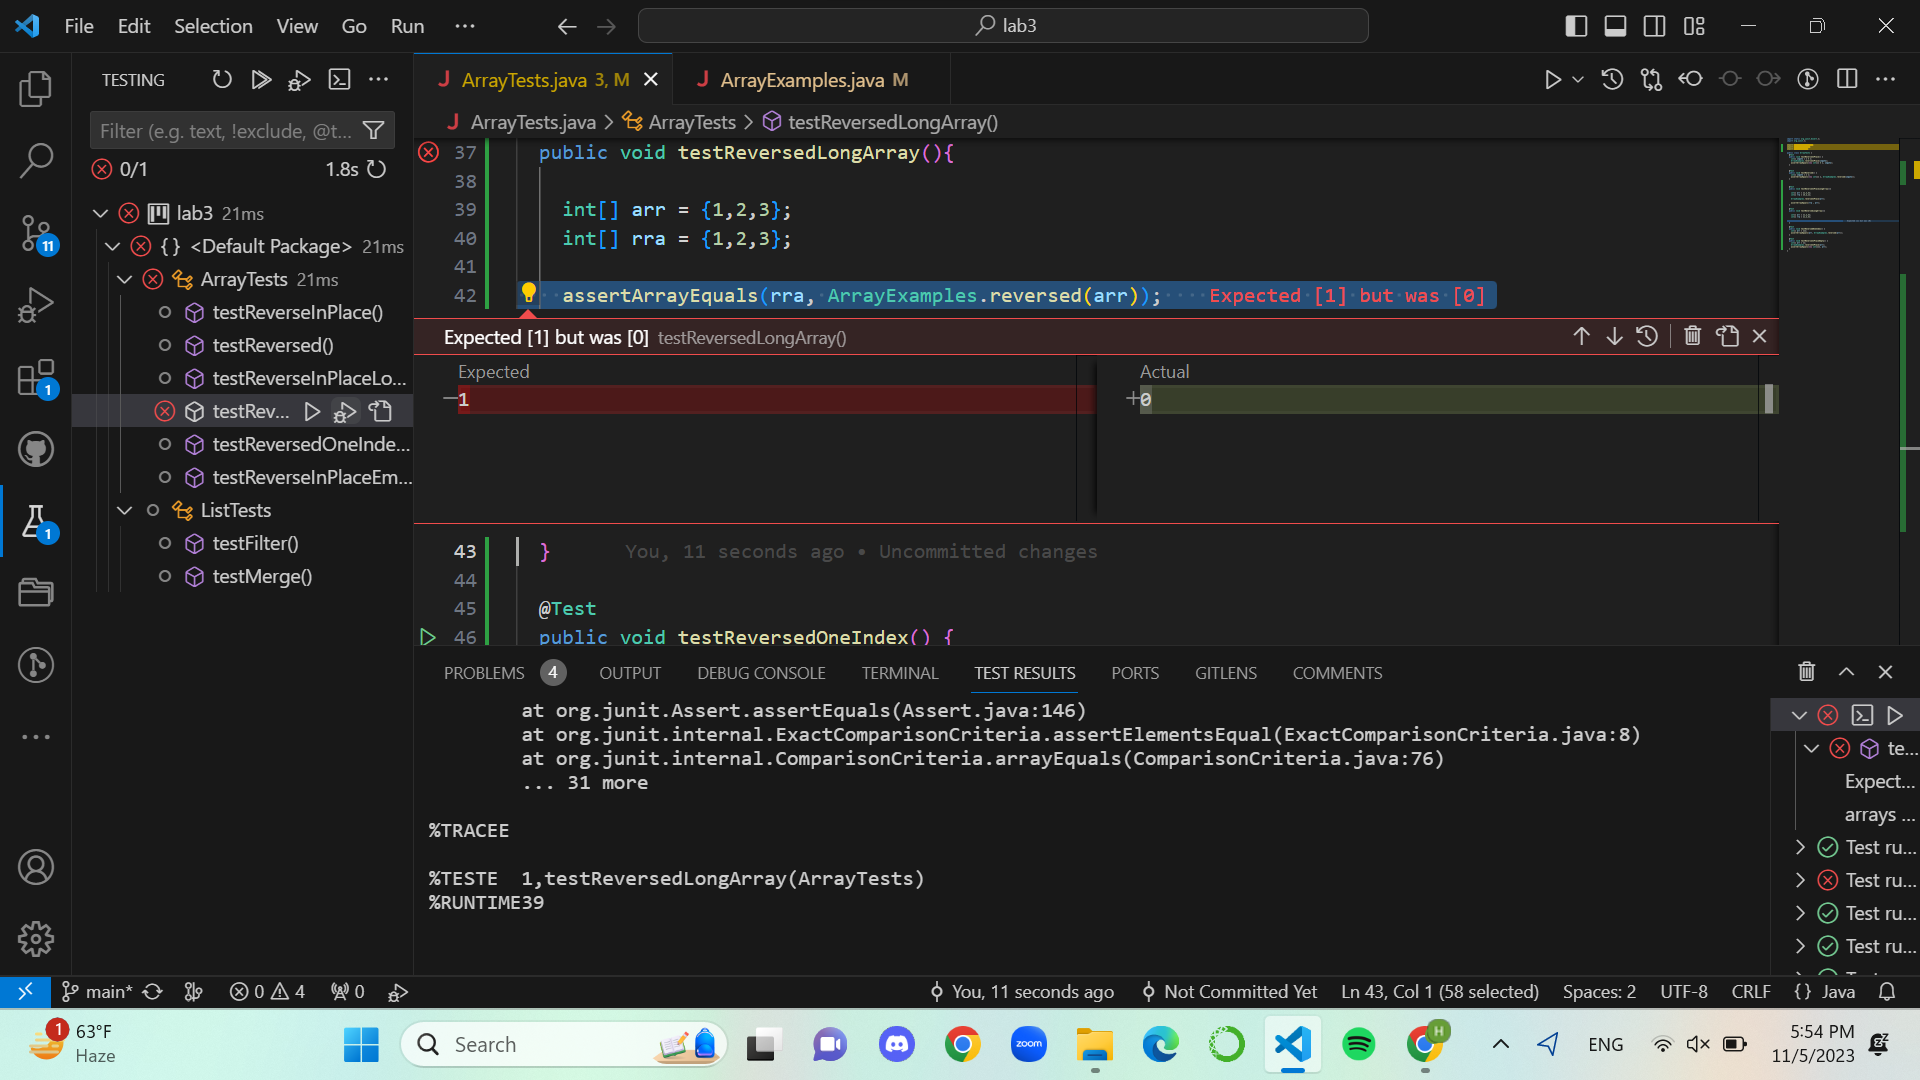 File Edit Selection View Go Run ··· lab3
TESTING
Filter (e.g. text, !exclude, @t...
0/1 1.8s
lab3 21ms
{} <Default Package> 21ms
ArrayTests 21ms
testReverseInPlace()
testReversed()
testReverseInPlaceLo...
testRev...
testReversedOneInde...
testReverseInPlaceEm...
ListTests
testFilter()
testMerge()
11
1
1
J ArrayTests.java 3, M
J ArrayExamples.java M
J ArrayTests.java > ArrayTests > testReversedLongArray()
37 public void testReversedLongArray(){
38
39 int[] arr = {1,2,3};
40 int[] rra = {1,2,3};
41
42 assertArrayEquals(rra, ArrayExamples.reversed(arr)); Expected [1] but was [0]
Expected [1] but was [0] testReversedLongArray()
Expected Actual
−1 +0
43 } You, 11 seconds ago • Uncommitted changes
44
45 @Test
46 public void testReversedOneIndex() {
PROBLEMS 4 OUTPUT DEBUG CONSOLE TERMINAL TEST RESULTS PORTS GITLENS COMMENTS
at org.junit.Assert.assertEquals(Assert.java:146)
at org.junit.internal.ExactComparisonCriteria.assertElementsEqual(ExactComparisonCriteria.java:8)
at org.junit.internal.ComparisonCriteria.arrayEquals(ComparisonCriteria.java:76)
... 31 more
%TRACEE
%TESTE 1,testReversedLongArray(ArrayTests)
%RUNTIME39
te...
Expect...
arrays ...
Test ru...
Test ru...
Test ru...
Test ru...
main* 0 4 0 You, 11 seconds ago Not Committed Yet Ln 43, Col 1 (58 selected) Spaces: 2 UTF-8 CRLF {} Java
1 63°F
Haze
Search
zoom
H
ENG
5:54 PM
11/5/2023